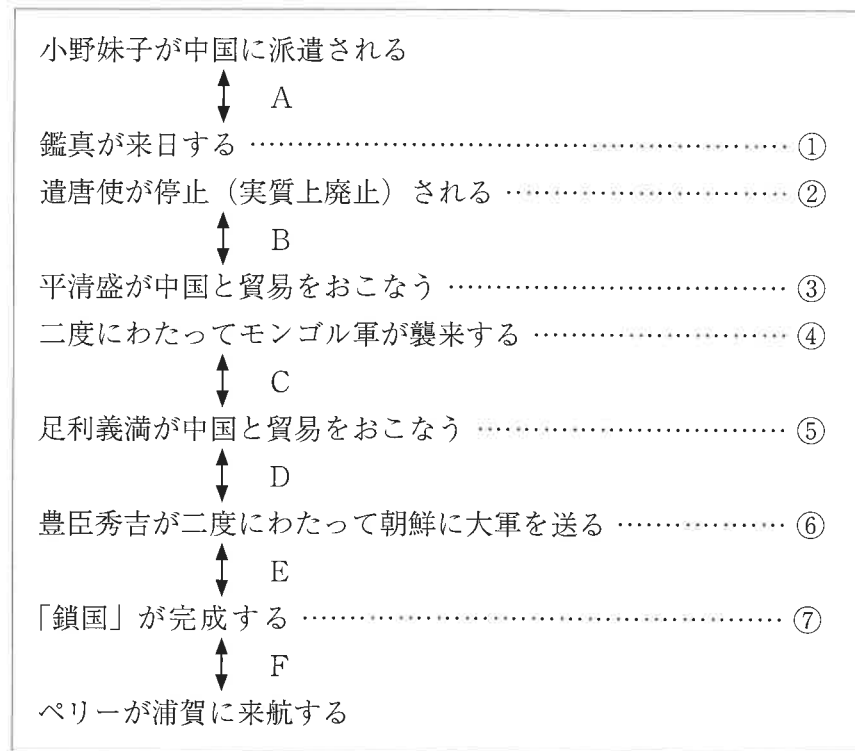 小野妹子が中国に派遣される
A
鑑真が来日する ………………………………………………… ①
遣唐使が停止(実質上廃止)される ………………………… ②
B
平清盛が中国と貿易をおこなう ……………………………… ③
二度にわたってモンゴル軍が襲来する ……………………… ④
C
足利義満が中国と貿易をおこなう …………………………… ⑤
D
豊臣秀吉が二度にわたって朝鮮に大軍を送る ……………… ⑥
E
「鎖国」が完成する …………………………………………… ⑦
F
ペリーが浦賀に来航する